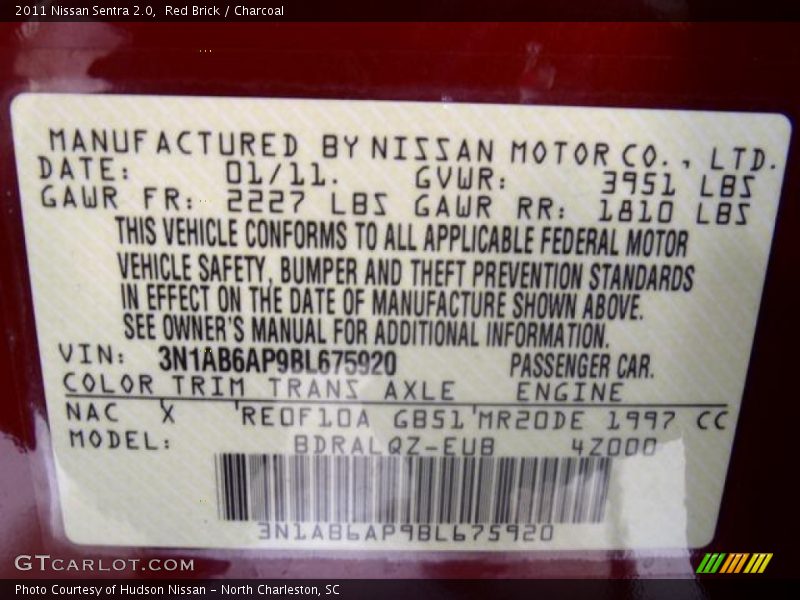 2011 Nissan Sentra 2.0,  Red Brick / Charcoal
MANUFACTURED BY NISSAN MOTOR CO., LTD.
DATE: 01/11. GVWR: 3951 LBS
GAWR FR: 2227 LBS GAWR RR: 1810 LBS
THIS VEHICLE CONFORMS TO ALL APPLICABLE FEDERAL MOTOR
VEHICLE SAFETY, BUMPER AND THEFT PREVENTION STANDARDS
IN EFFECT ON THE DATE OF MANUFACTURE SHOWN ABOVE.
SEE OWNER'S MANUAL FOR ADDITIONAL INFORMATION.
VIN: 3N1AB6AP9BL675920 PASSENGER CAR.
COLOR TRIM TRANS AXLE ENGINE
NAC 'X 'RE0F10A GB51'MR20DE 1997 CC
MODEL: BDRALQZ-EUB 4Z000
3N1AB6AP9BL675920
GTCARLOT.COM
Photo Courtesy of Hudson Nissan - North Charleston, SC